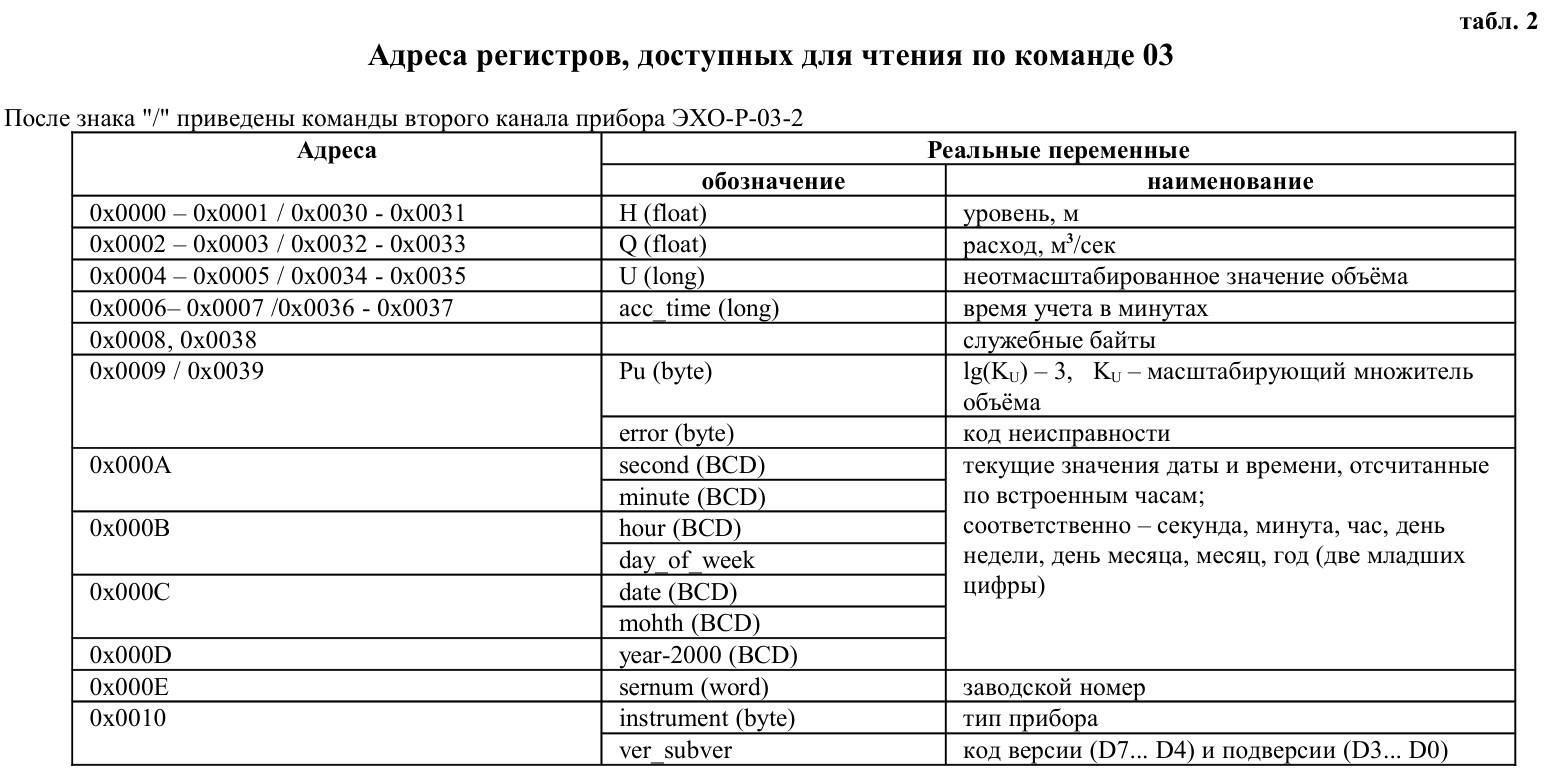 табл. 2
Адреса регистров, доступных для чтения по команде 03
После знака "/" приведены команды второго канала прибора ЭХО-Р-03-2
Адреса
Реальные переменные
обозначение
наименование
0x0000 – 0x0001 / 0x0030 - 0x0031
H (float)
уровень, м
0x0002 – 0x0003 / 0x0032 - 0x0033
Q (float)
расход, м³/сек
0x0004 – 0x0005 / 0x0034 - 0x0035
U (long)
неотмасштабированное значение объёма
0x0006– 0x0007 /0x0036 - 0x0037
acc_time (long)
время учета в минутах
0x0008, 0x0038
служебные байты
0x0009 / 0x0039
Pu (byte)
lg(KU) – 3, KU – масштабирующий множитель
объёма
error (byte)
код неисправности
0x000A
second (BCD)
текущие значения даты и времени, отсчитанные
minute (BCD)
по встроенным часам;
0x000B
hour (BCD)
соответственно – секунда, минута, час, день
day_of_week
недели, день месяца, месяц, год (две младших
0x000C
date (BCD)
цифры)
mohth (BCD)
0x000D
year-2000 (BCD)
0x000E
sernum (word)
заводской номер
0x0010
instrument (byte)
тип прибора
ver_subver
код версии (D7... D4) и подверсии (D3... D0)